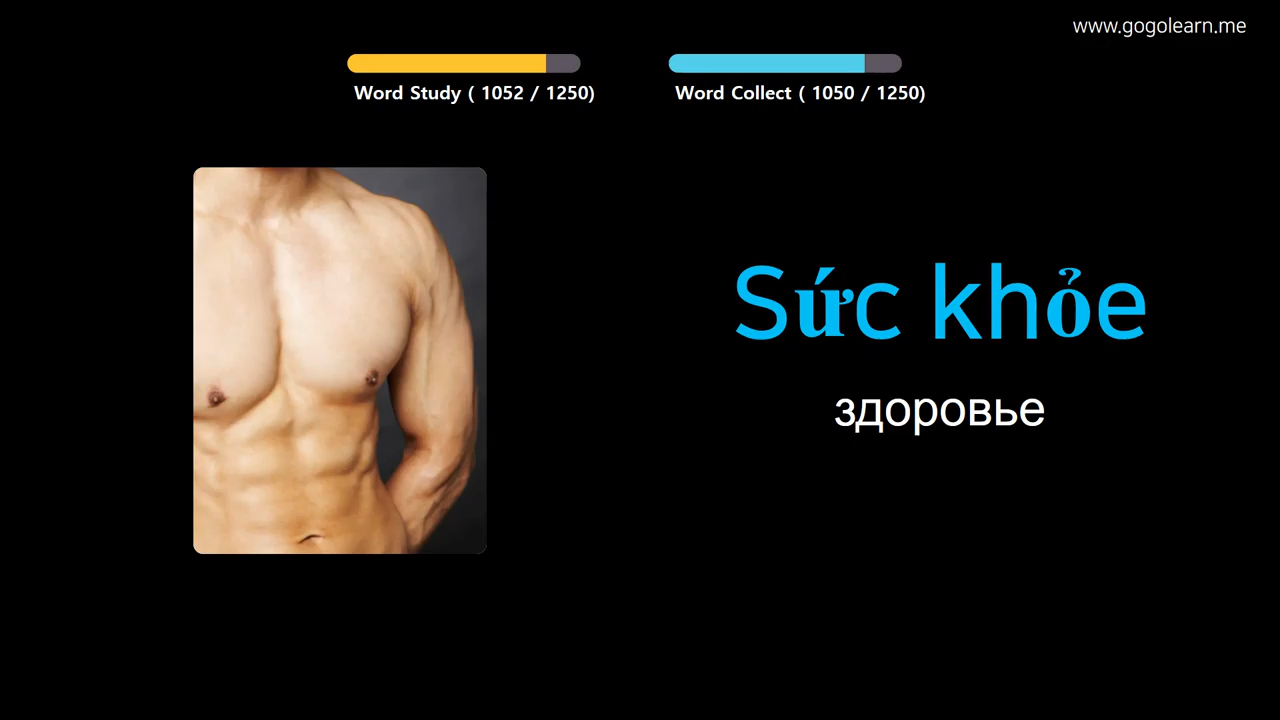 www.gogolearn.me
Word Study ( 1052 / 1250)
Word Collect ( 1050 / 1250)
Sức khỏe
здоровье